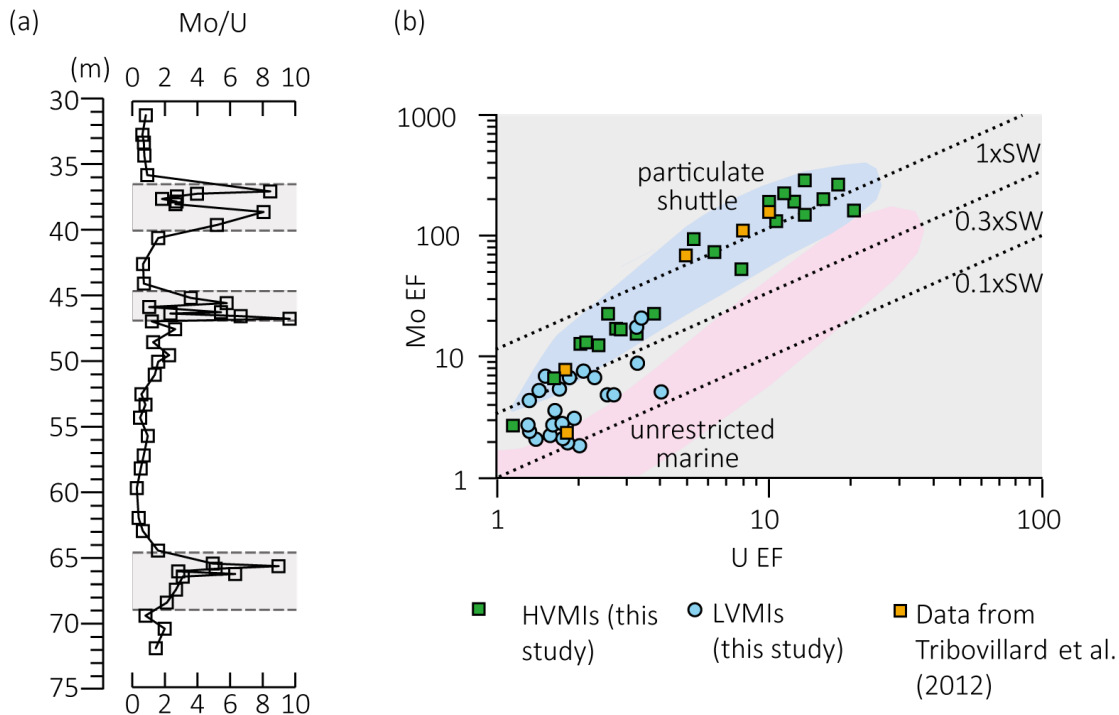 (a)
Mo/U
(m)
0 2 4 6 8 10
30
35
40
45
50
55
60
65
70
75
0 2 4 6 8 10
(b)
1000
100
10
1
Mo EF
particulate
shuttle
1xSW
0.3xSW
0.1xSW
unrestricted
marine
1 10 100
U EF
HVMIs (this
study)
LVMIs
(this study)
Data from
Tribovillard et al.
(2012)